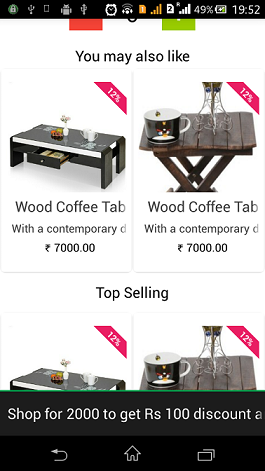 49% 19:52
You may also like
12% 12%
Wood Coffee Tab Wood Coffee Tab
With a contemporary d With a contemporary d
₹ 7000.00 ₹ 7000.00
Top Selling
12% 12%
Shop for 2000 to get Rs 100 discount a